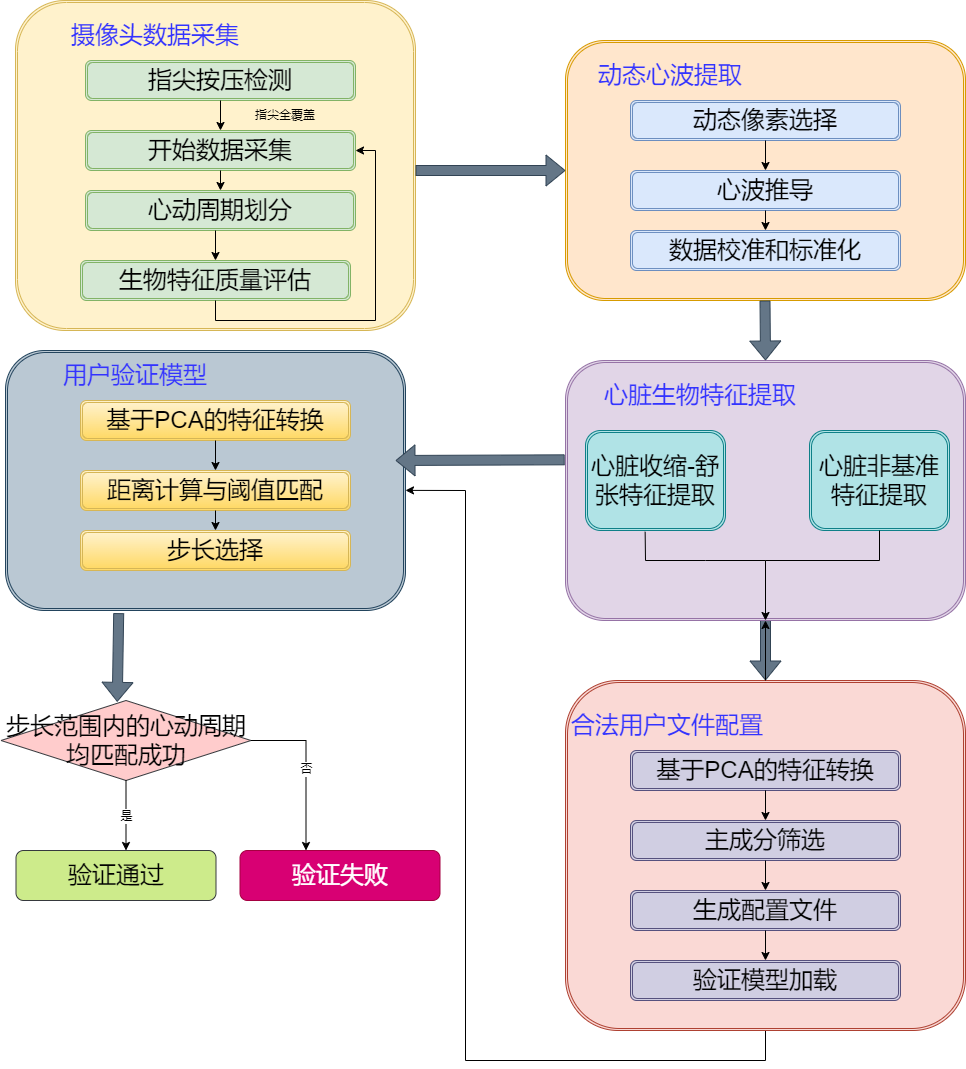 摄像头数据采集
指尖按压检测
指尖全覆盖
开始数据采集
心动周期划分
生物特征质量评估
动态心波提取
动态像素选择
心波推导
数据校准和标准化
心脏生物特征提取
心脏收缩-舒
张特征提取
心脏非基准
特征提取
用户验证模型
基于PCA的特征转换
距离计算与阈值匹配
步长选择
合法用户文件配置
基于PCA的特征转换
主成分筛选
生成配置文件
验证模型加载
步长范围内的心动周期
均匹配成功
是
否
验证通过
验证失败